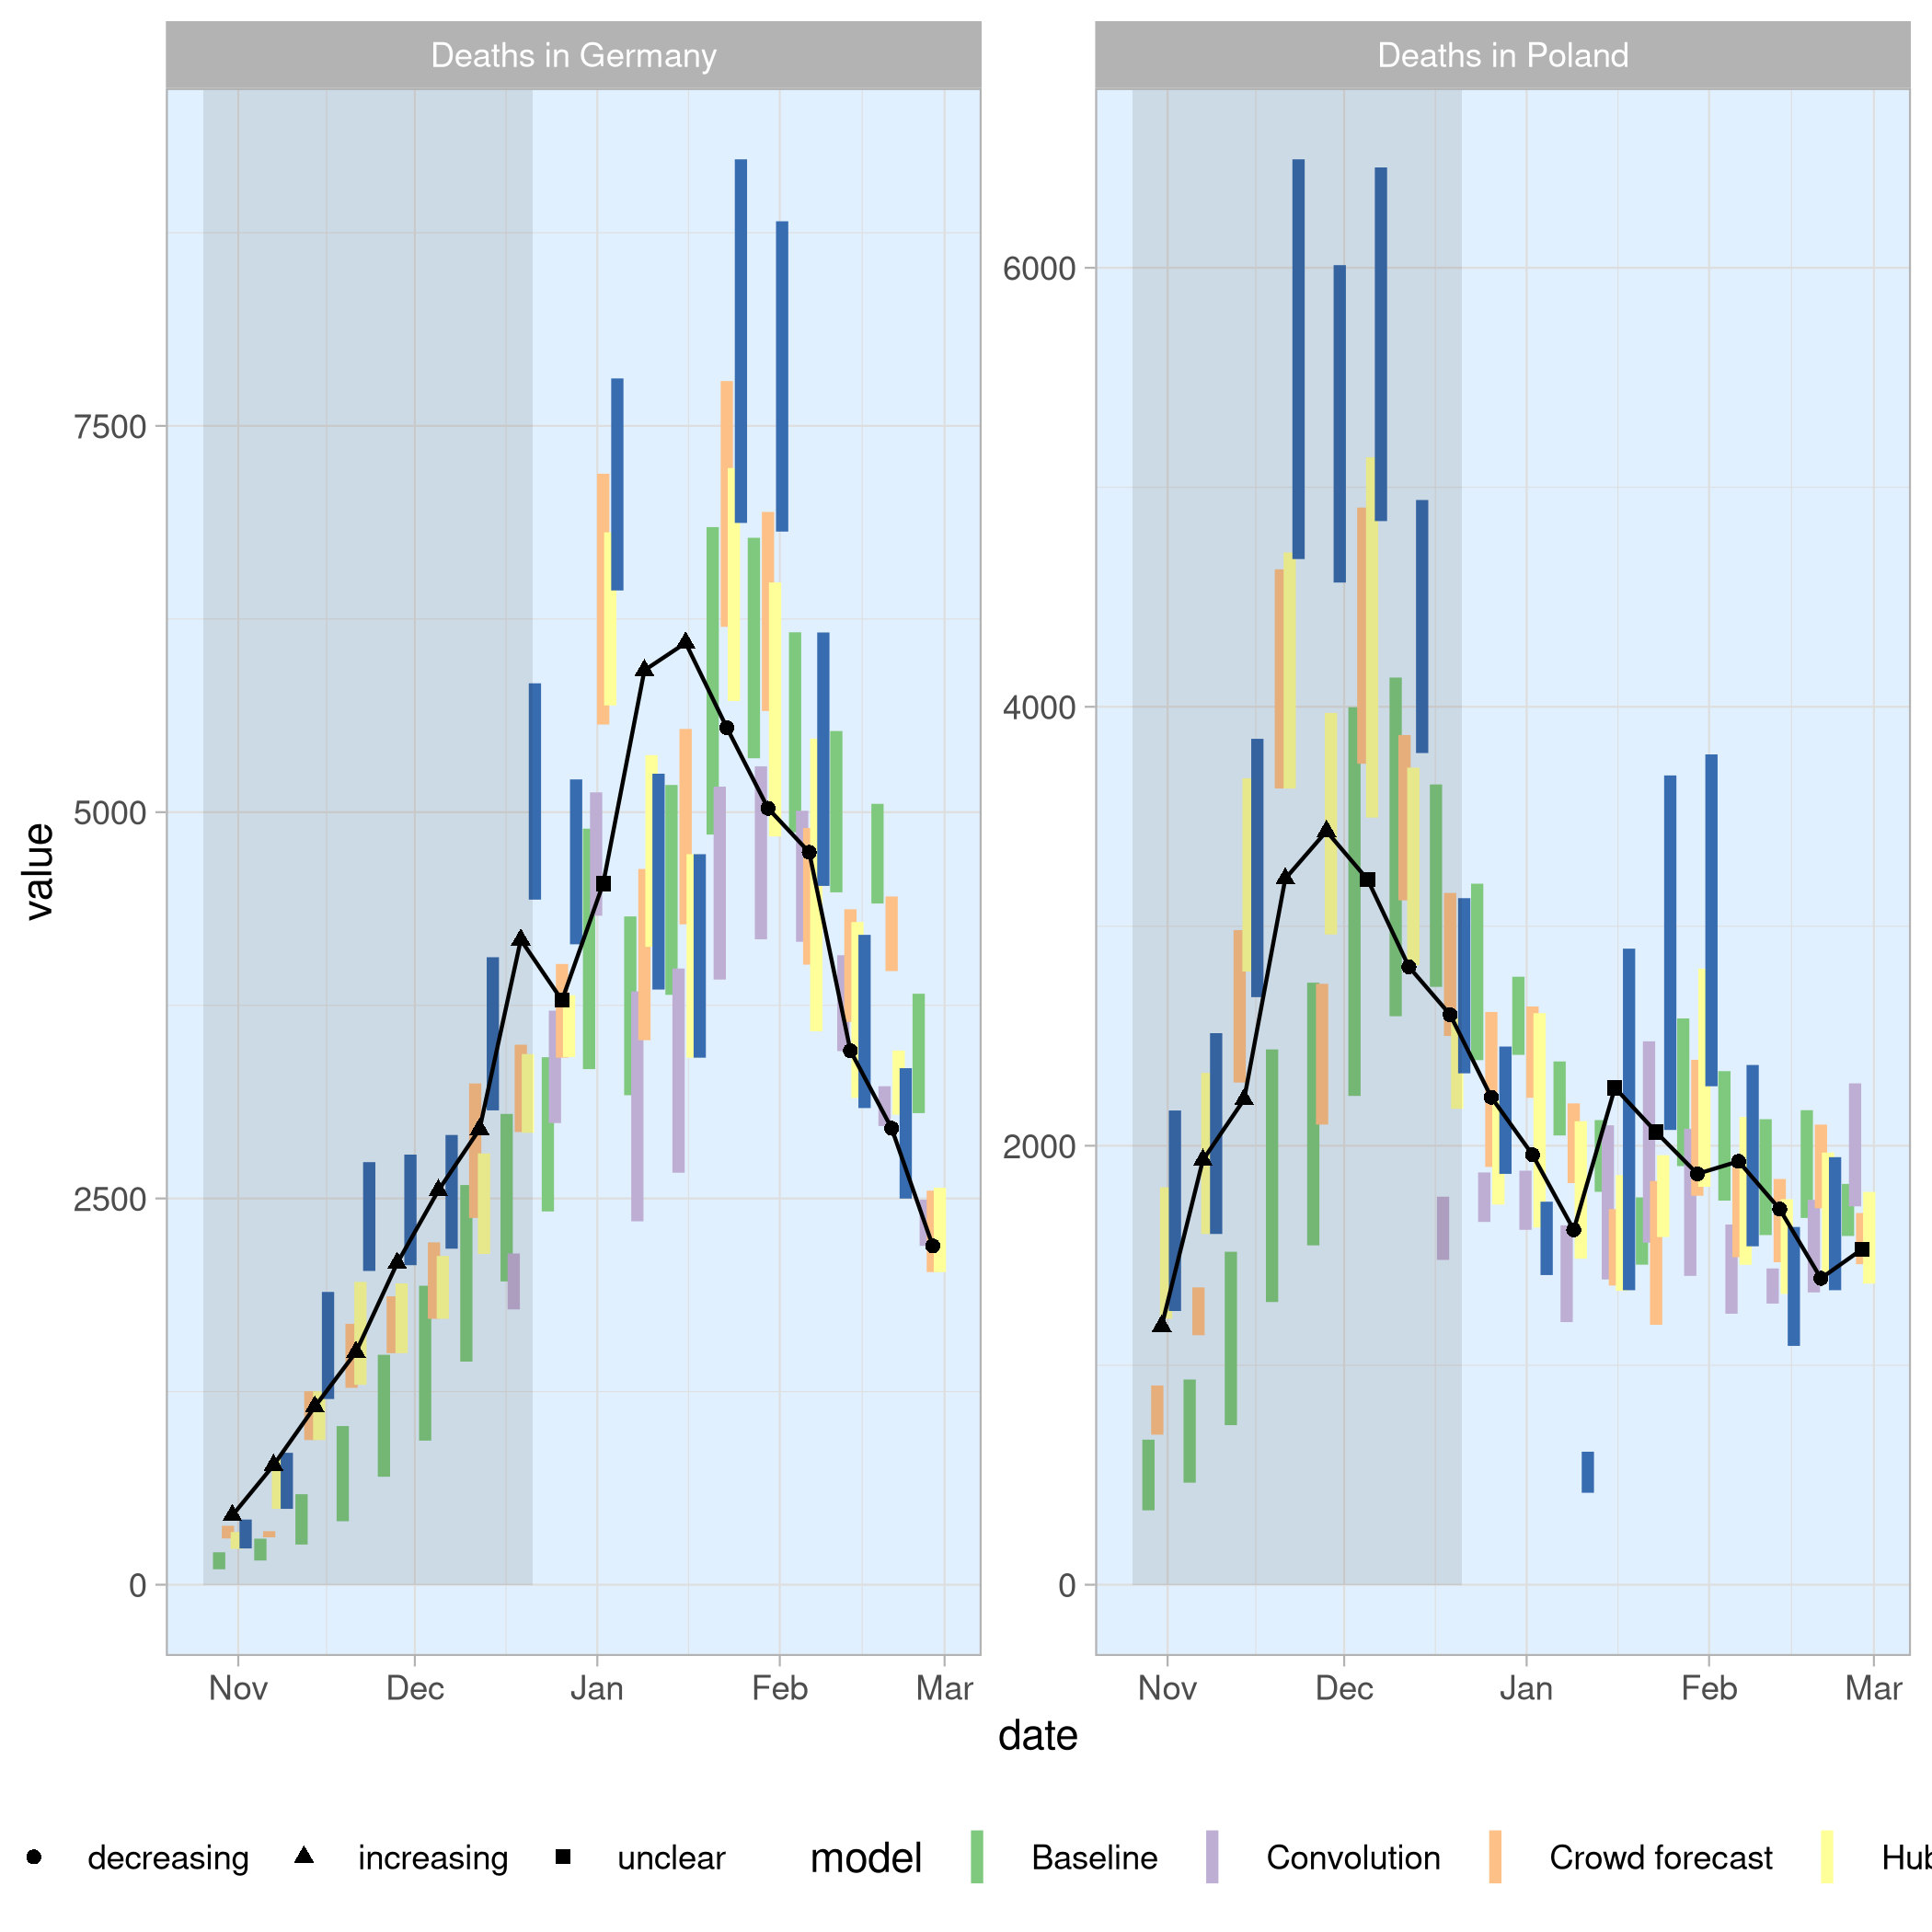 Deaths in Germany
Deaths in Poland
value
7500
5000
2500
0
6000
4000
2000
0
Nov Dec Jan Feb Mar
Nov Dec Jan Feb Mar
date
decreasing increasing unclear model Baseline Convolution Crowd forecast